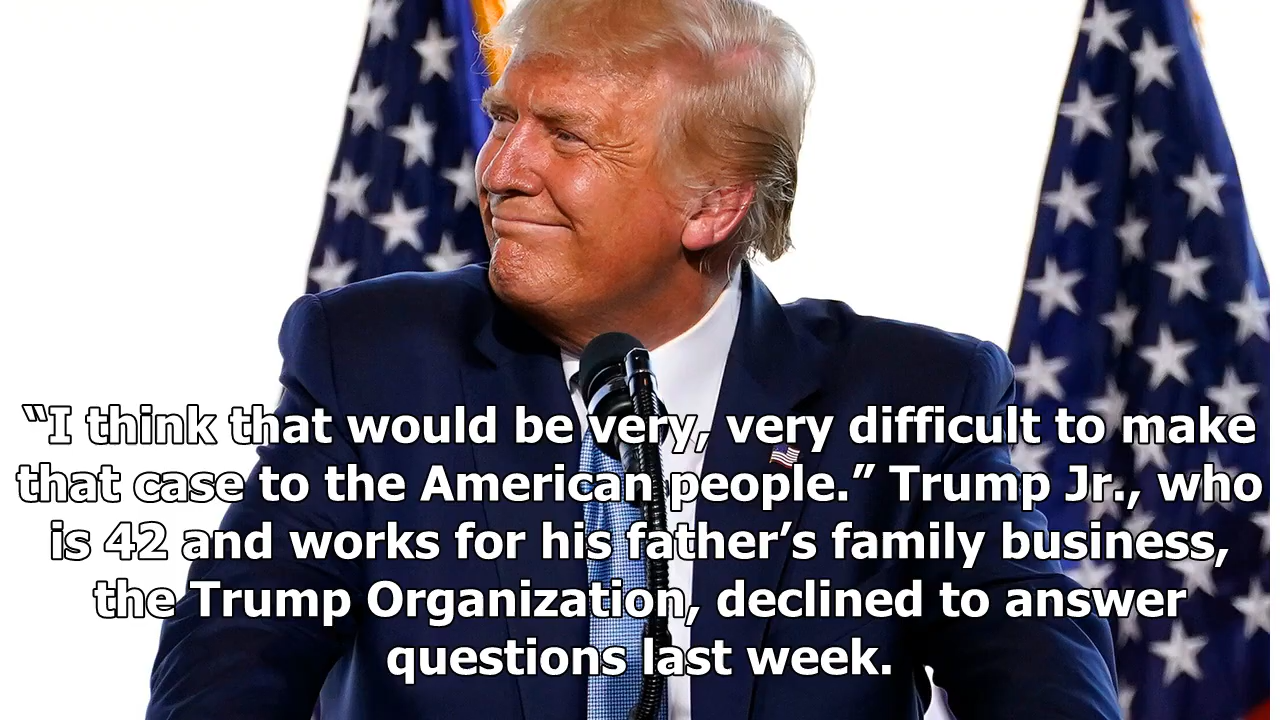 “I think that would be very, very difficult to make
that case to the American people.” Trump Jr., who
is 42 and works for his father’s family business,
the Trump Organization, declined to answer
questions last week.